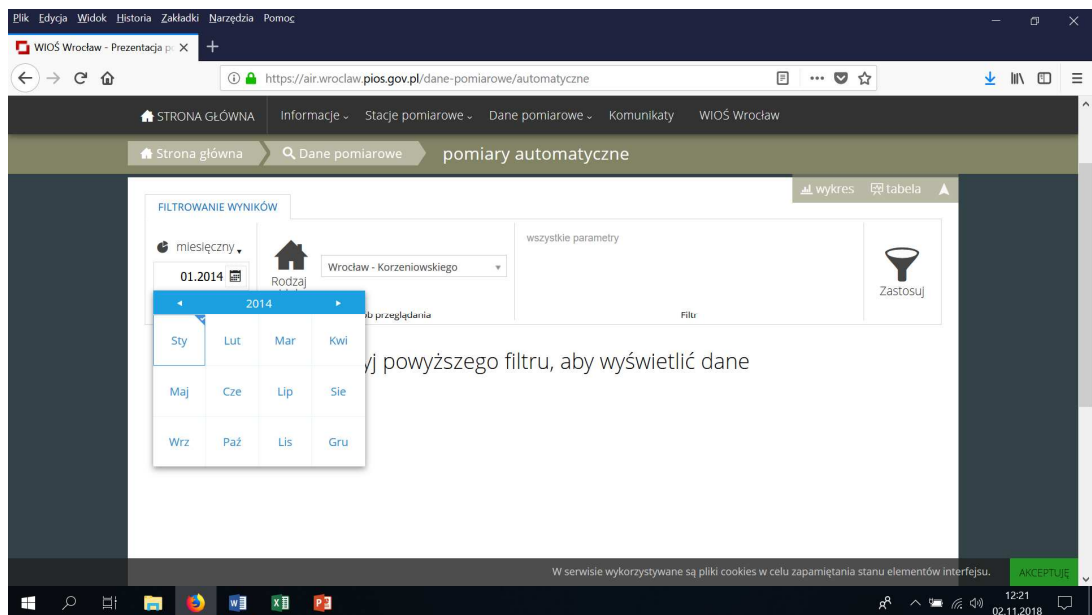 Plik Edycja Widok Historia Zakładki Narzędzia Pomoc
WIOŚ Wrocław - Prezentacja po
https://air.wroclaw.pios.gov.pl/dane-pomiarowe/automatyczne
STRONA GŁÓWNA Informacje Stacje pomiarowe Dane pomiarowe Komunikaty WIOŚ Wrocław
Strona główna Dane pomiarowe pomiary automatyczne
wykres tabela
FILTROWANIE WYNIKÓW
miesięczny
01.2014
Rodzaj
Wrocław - Korzeniowskiego
wszystkie parametry
Zastosuj
2014
przeglądania
Filtr
Sty Lut Mar Kwi
powyższego filtru, aby wyświetlić dane
Maj Cze Lip Sie
Wrz Paź Lis Gru
W serwisie wykorzystywane są pliki cookies w celu zapamiętania stanu elementów interfejsu.
AKCEPTUJĘ
12:21
02.11.2018